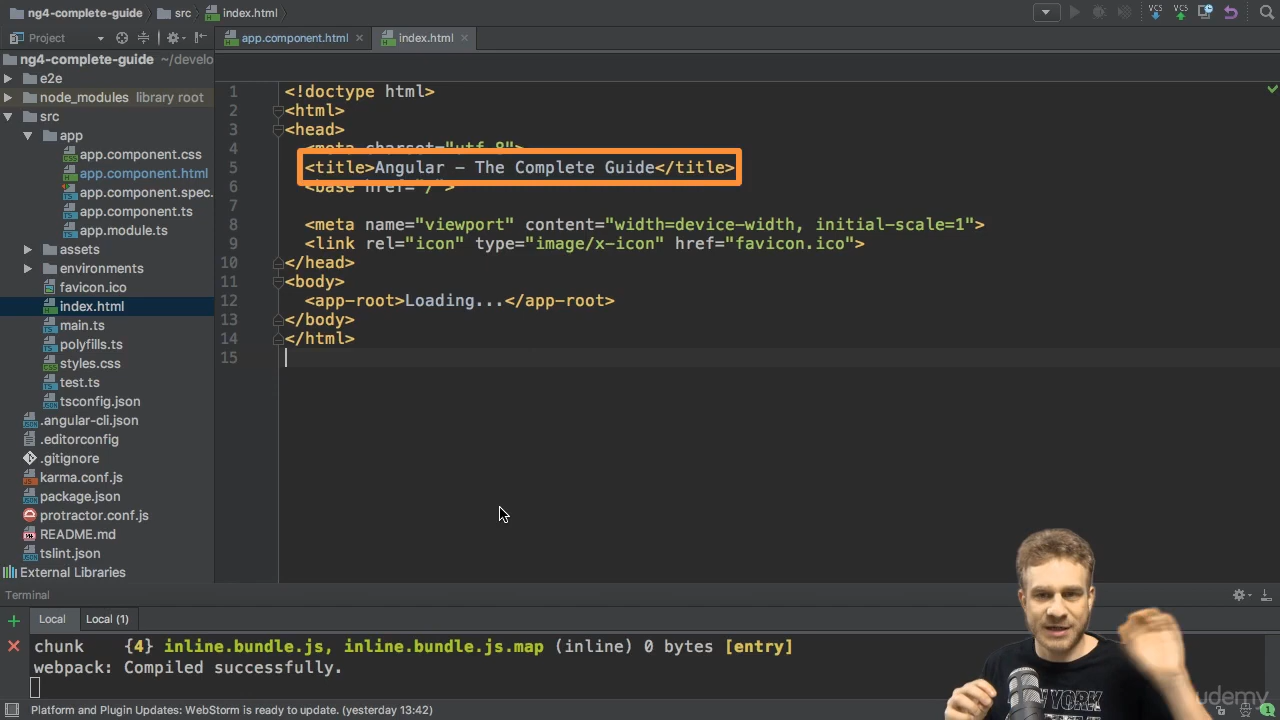 ng4-complete-guide src index.html
Project
app.component.html index.html
ng4-complete-guide ~/develo
e2e
node_modules library root
src
app
app.component.css
app.component.html
app.component.spec.
app.component.ts
app.module.ts
assets
environments
favicon.ico
index.html
main.ts
polyfills.ts
styles.css
test.ts
tsconfig.json
.angular-cli.json
.editorconfig
.gitignore
karma.conf.js
package.json
protractor.conf.js
README.md
tslint.json
External Libraries
1 <!doctype html>
2 <html>
3 <head>
4 <meta charset="utf-8">
5 <title>Angular - The Complete Guide</title>
6 <base href="/">
7
8 <meta name="viewport" content="width=device-width, initial-scale=1">
9 <link rel="icon" type="image/x-icon" href="favicon.ico">
10 </head>
11 <body>
12 <app-root>Loading...</app-root>
13 </body>
14 </html>
15
Terminal
Local Local (1)
chunk {4} inline.bundle.js, inline.bundle.js.map (inline) 0 bytes [entry]
webpack: Compiled successfully.
Platform and Plugin Updates: WebStorm is ready to update. (yesterday 13:42)
VCS VCS
NEW YORK
udemy
1